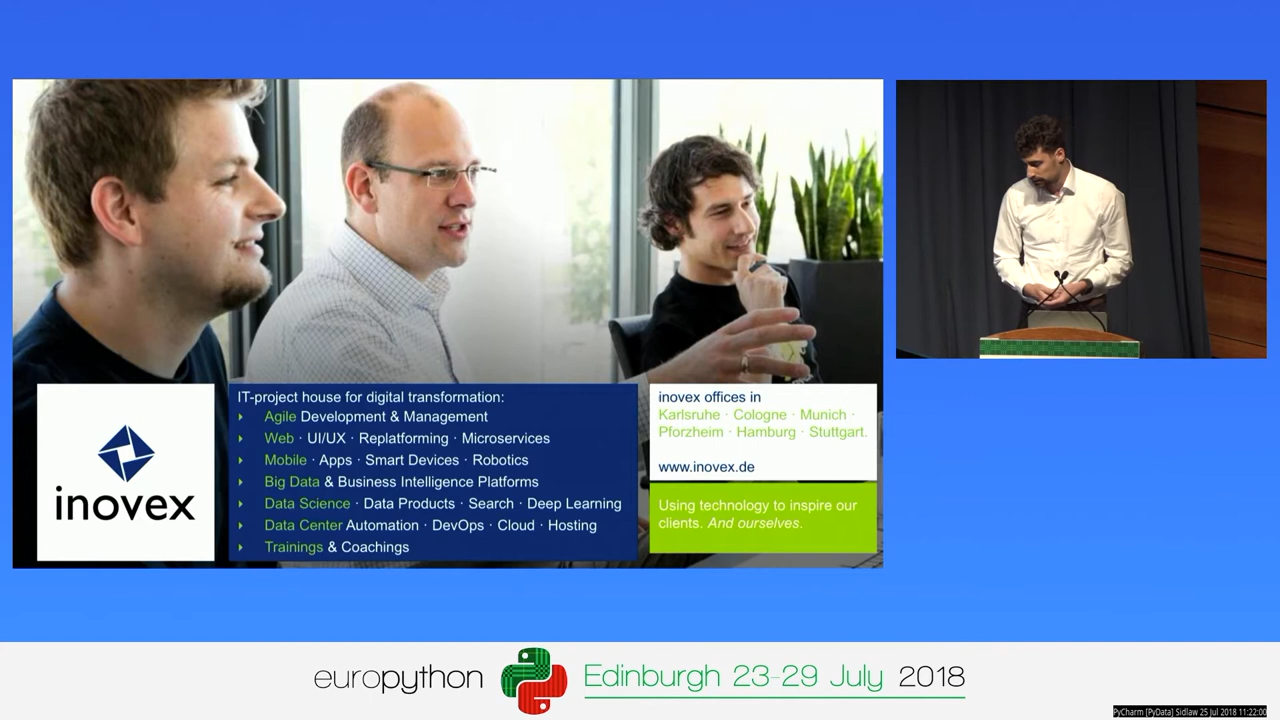 inovex
IT-project house for digital transformation:
Agile Development & Management
Web · UI/UX · Replatforming · Microservices
Mobile · Apps · Smart Devices · Robotics
Big Data & Business Intelligence Platforms
Data Science · Data Products · Search · Deep Learning
Data Center Automation · DevOps · Cloud · Hosting
Trainings & Coachings
inovex offices in
Karlsruhe · Cologne · Munich ·
Pforzheim · Hamburg · Stuttgart.
www.inovex.de
Using technology to inspire our
clients. And ourselves.
europython Edinburgh 23-29 July 2018
PyCharm [PyData] Sidlaw 25 Jul 2018 11:22:00